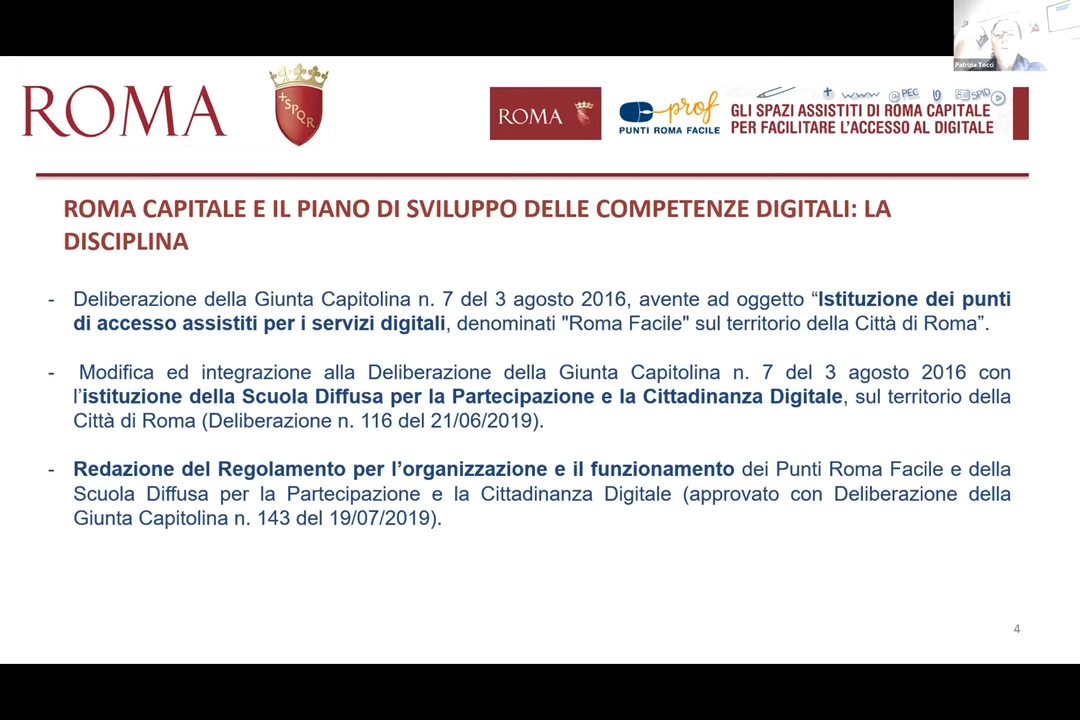 Patrizia Tocci
ROMA
SPQR
ROMA
prof
PUNTI ROMA FACILE
www @PEC SPID
GLI SPAZI ASSISTITI DI ROMA CAPITALE
PER FACILITARE L'ACCESSO AL DIGITALE
ROMA CAPITALE E IL PIANO DI SVILUPPO DELLE COMPETENZE DIGITALI: LA
DISCIPLINA
- Deliberazione della Giunta Capitolina n. 7 del 3 agosto 2016, avente ad oggetto “Istituzione dei punti
di accesso assistiti per i servizi digitali, denominati "Roma Facile" sul territorio della Città di Roma”.
- Modifica ed integrazione alla Deliberazione della Giunta Capitolina n. 7 del 3 agosto 2016 con
l’istituzione della Scuola Diffusa per la Partecipazione e la Cittadinanza Digitale, sul territorio della
Città di Roma (Deliberazione n. 116 del 21/06/2019).
- Redazione del Regolamento per l’organizzazione e il funzionamento dei Punti Roma Facile e della
Scuola Diffusa per la Partecipazione e la Cittadinanza Digitale (approvato con Deliberazione della
Giunta Capitolina n. 143 del 19/07/2019).
4